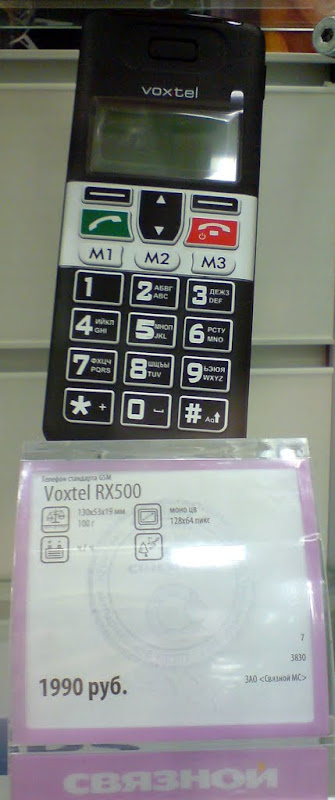 voxtel
M1 M2 M3
1 2 АБВГ ABC 3 ДЕЖЗ DEF
4 ИЙКЛ GHI 5 МНОП JKL 6 РСТУ MNO
7 ФХЦЧ PQRS 8 ШЩЪЫ TUV 9 ЬЭЮЯ WXYZ
* + 0 #
Телефон стандарта GSM
Voxtel RX500
130x53x19 мм.
100 г
моно цв
128x64 пикс
ч / ч
7
3830
1990 руб.
ЗАО <Связной МС>
СВЯЗНОЙ